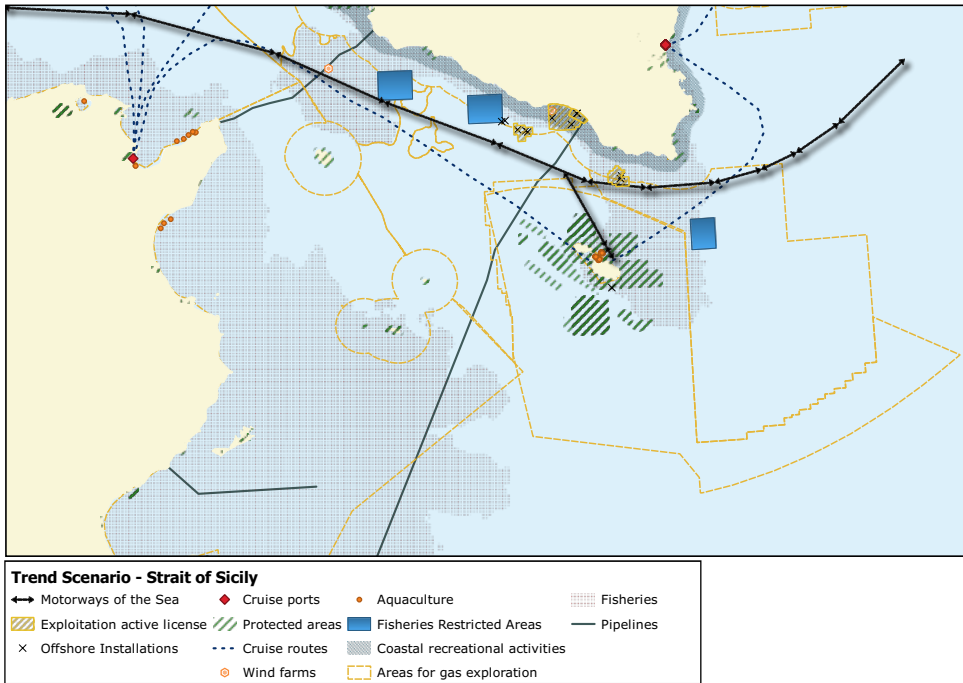 Trend Scenario - Strait of Sicily
Motorways of the Sea
Cruise ports
Aquaculture
Fisheries
Exploitation active license
Protected areas
Fisheries Restricted Areas
Pipelines
Offshore Installations
Cruise routes
Coastal recreational activities
Wind farms
Areas for gas exploration